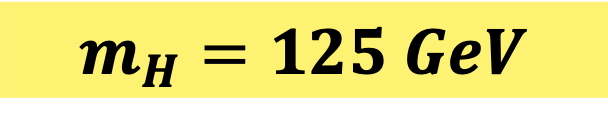 m_H = 125 GeV